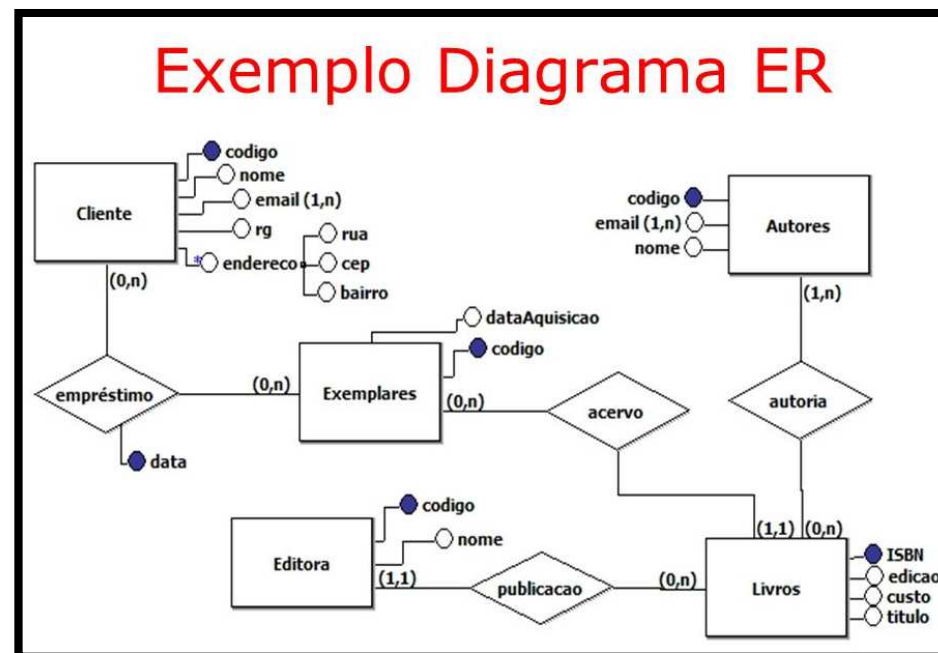 Exemplo Diagrama ER
Cliente
codigo
nome
email (1,n)
rg
*
endereco
rua
cep
bairro
(0,n)
empréstimo
data
(0,n)
Exemplares
dataAquisicao
codigo
(0,n)
acervo
codigo
email (1,n)
nome
Autores
(1,n)
autoria
(1,1)
(0,n)
Editora
codigo
nome
(1,1)
publicacao
(0,n)
Livros
ISBN
edicao
custo
titulo